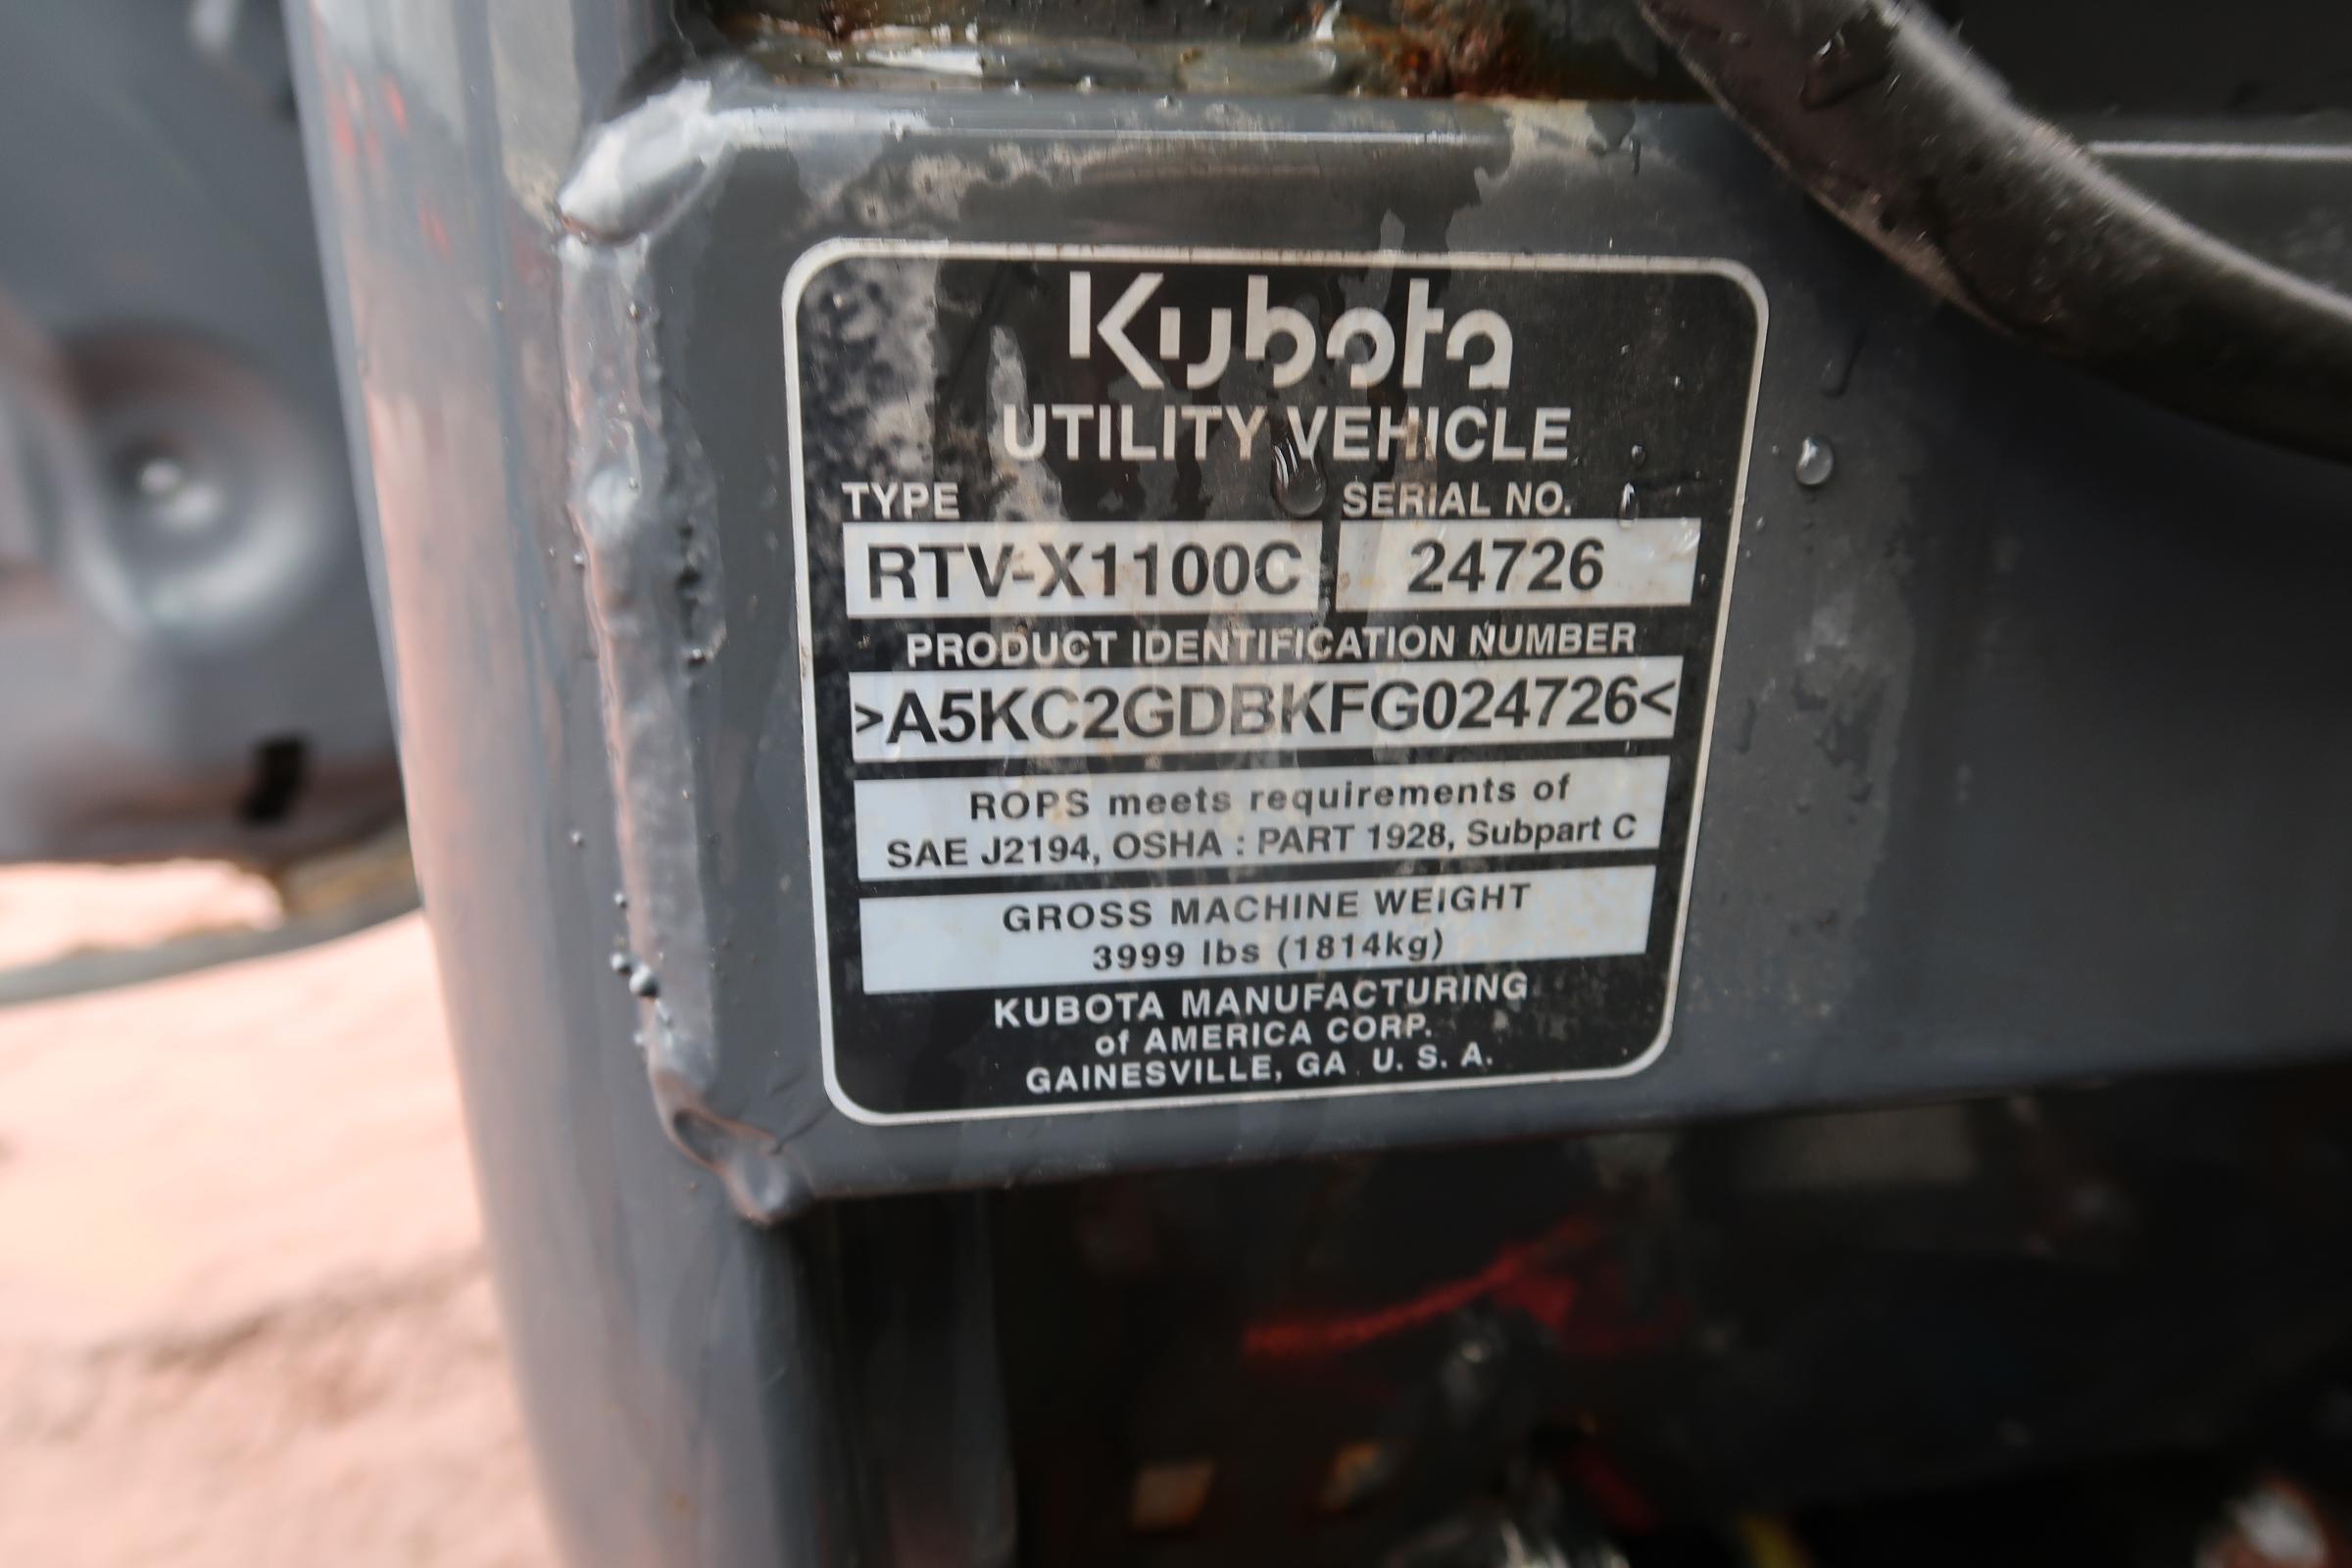 Kubota
UTILITY VEHICLE
TYPE SERIAL NO.
RTV-X1100C 24726
PRODUCT IDENTIFICATION NUMBER
>A5KC2GDBKFG024726<
ROPS meets requirements of
SAE J2194, OSHA : PART 1928, Subpart C
GROSS MACHINE WEIGHT
3999 lbs (1814kg)
KUBOTA MANUFACTURING
of AMERICA CORP.
GAINESVILLE, GA U. S. A.